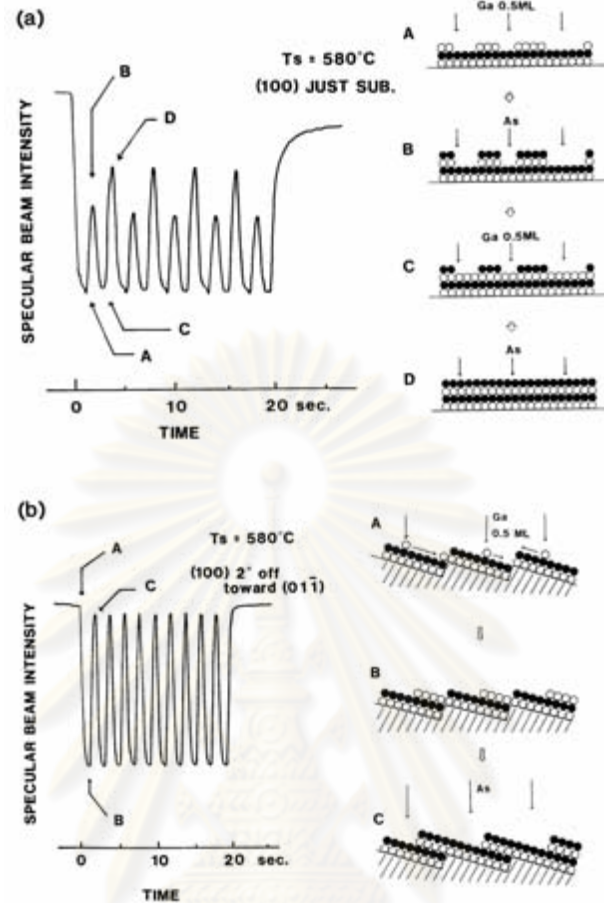 (a)
Ts = 580°C
(100) JUST SUB.
B
D
C
A
SPECULAR BEAM INTENSITY
0 10 20 sec.
TIME
Ga 0.5ML
A
As
B
Ga 0.5ML
C
As
D
(b)
Ts = 580°C
(100) 2° off
toward (011̄)
A
C
B
SPECULAR BEAM INTENSITY
0 10 20 sec.
TIME
A
Ga
0.5 ML
B
As
C